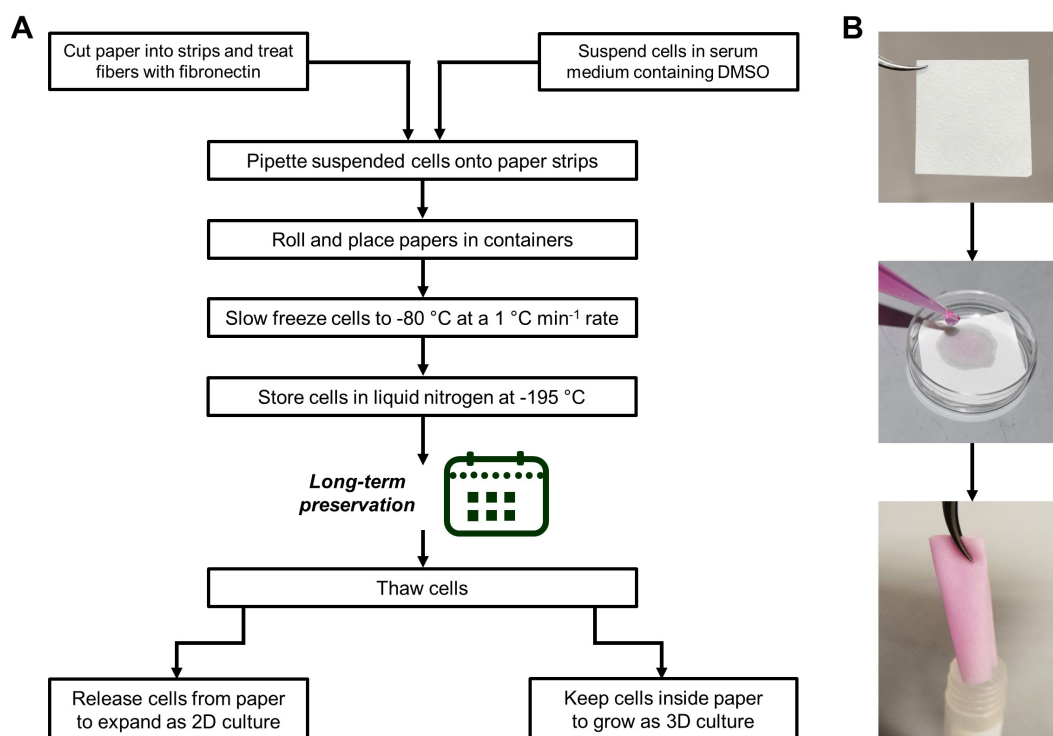 A
B
Cut paper into strips and treat
fibers with fibronectin
Suspend cells in serum
medium containing DMSO
Pipette suspended cells onto paper strips
Roll and place papers in containers
Slow freeze cells to -80 °C at a 1 °C min⁻¹ rate
Store cells in liquid nitrogen at -195 °C
Long-term
preservation
Thaw cells
Release cells from paper
to expand as 2D culture
Keep cells inside paper
to grow as 3D culture